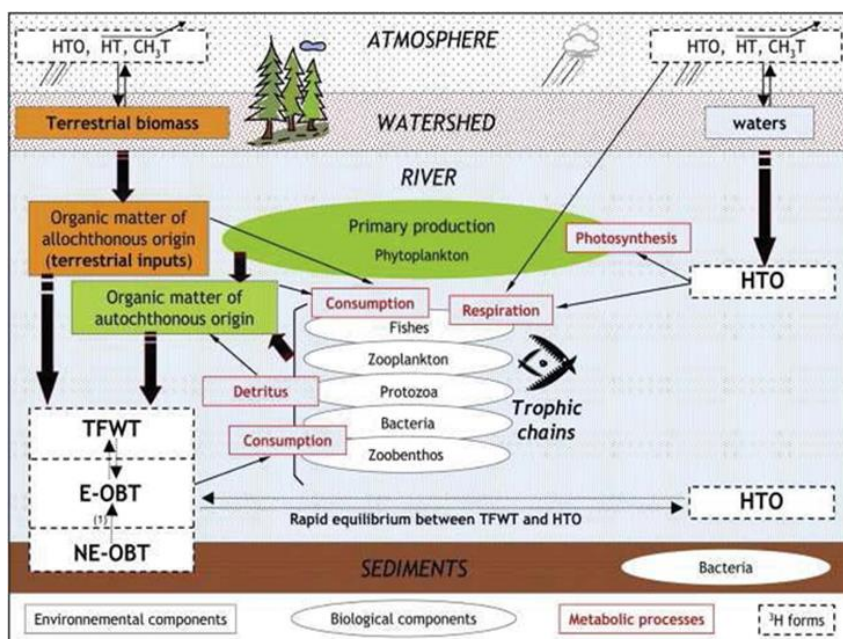 ATMOSPHERE
HTO, HT, CH₃T
HTO, HT, CH₃T
Terrestrial biomass
WATERSHED
waters
RIVER
Organic matter of
allochthonous origin
(terrestrial inputs)
Primary production
Phytoplankton
Photosynthesis
HTO
Organic matter of
autochthonous origin
Consumption
Respiration
Fishes
Zooplankton
Protozoa
Bacteria
Zoobenthos
Detritus
Consumption
Trophic
chains
TFWT
E-OBT
(1)
NE-OBT
HTO
Rapid equilibrium between TFWT and HTO
SEDIMENTS
Bacteria
Environnemental components
Biological components
Metabolic processes
³H forms